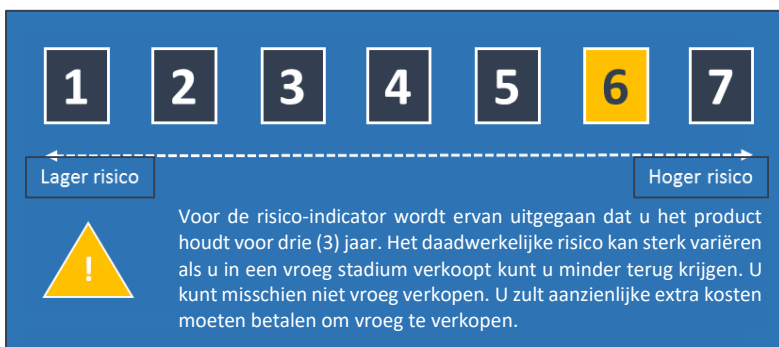 1 2 3 4 5 6 7
Lager risico Hoger risico
Voor de risico-indicator wordt ervan uitgegaan dat u het product
houdt voor drie (3) jaar. Het daadwerkelijke risico kan sterk variëren
als u in een vroeg stadium verkoopt kunt u minder terug krijgen. U
! kunt misschien niet vroeg verkopen. U zult aanzienlijke extra kosten
moeten betalen om vroeg te verkopen.